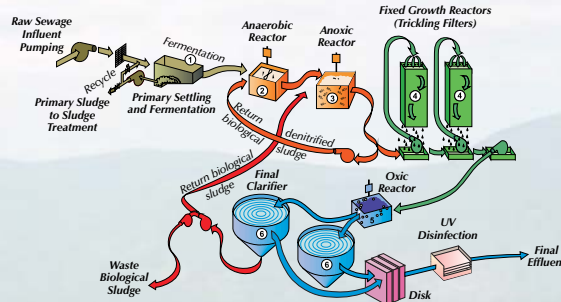 Raw Sewage
Influent
Pumping
Fermentation
1
Recycle
Primary Sludge
to Sludge
Treatment
Primary Settling
and Fermentation
Anaerobic
Reactor
2
Anoxic
Reactor
3
Fixed Growth Reactors
(Trickling Filters)
4
4
Return
biological
denitrified
sludge
Return biological
sludge
Final
Clarifier
6
6
Oxic
Reactor
5
UV
Disinfection
Final
Effluen
Waste
Biological
Sludge
Disk